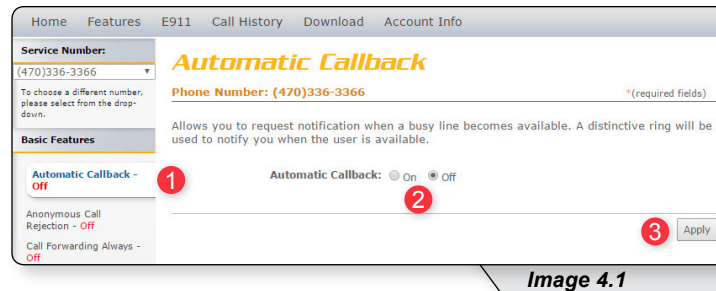 Home Features E911 Call History Download Account Info
Service Number:
(470)336-3366
To choose a different number,
please select from the drop-
down.
Basic Features
Automatic Callback -
Off
Anonymous Call
Rejection - Off
Call Forwarding Always -
Off
1
Automatic Callback
Phone Number: (470)336-3366 *(required fields)
Allows you to request notification when a busy line becomes available. A distinctive ring will be
used to notify you when the user is available.
Automatic Callback: On Off
2
3 Apply
Image 4.1